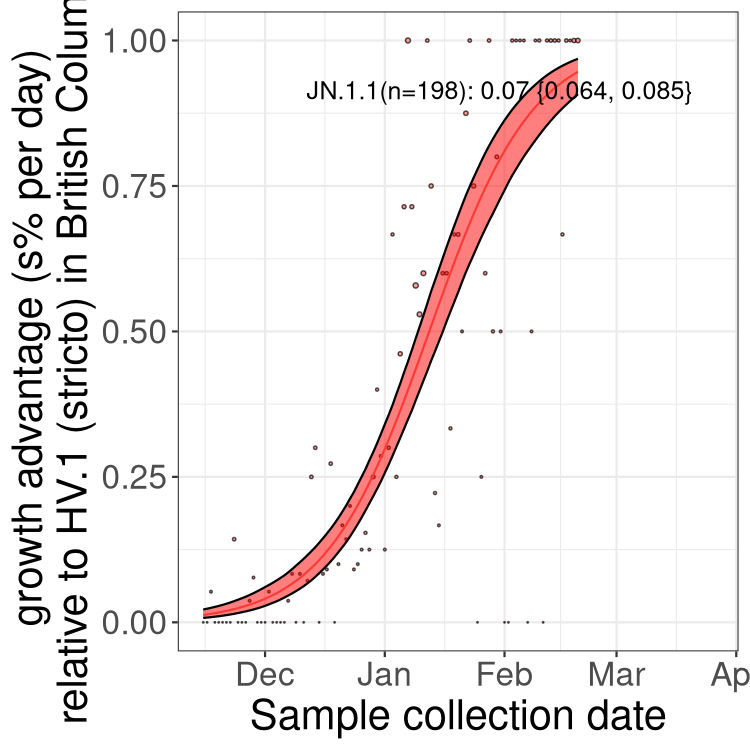 growth advantage (s% per day)
relative to HV.1 (stricto) in British Colum
1.00
0.75
0.50
0.25
0.00
JN.1.1(n=198): 0.07 {0.064, 0.085}
Dec Jan Feb Mar Ap
Sample collection date